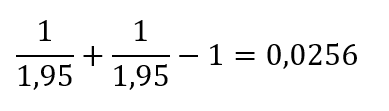 1/1,95 + 1/1,95 − 1 = 0,0256